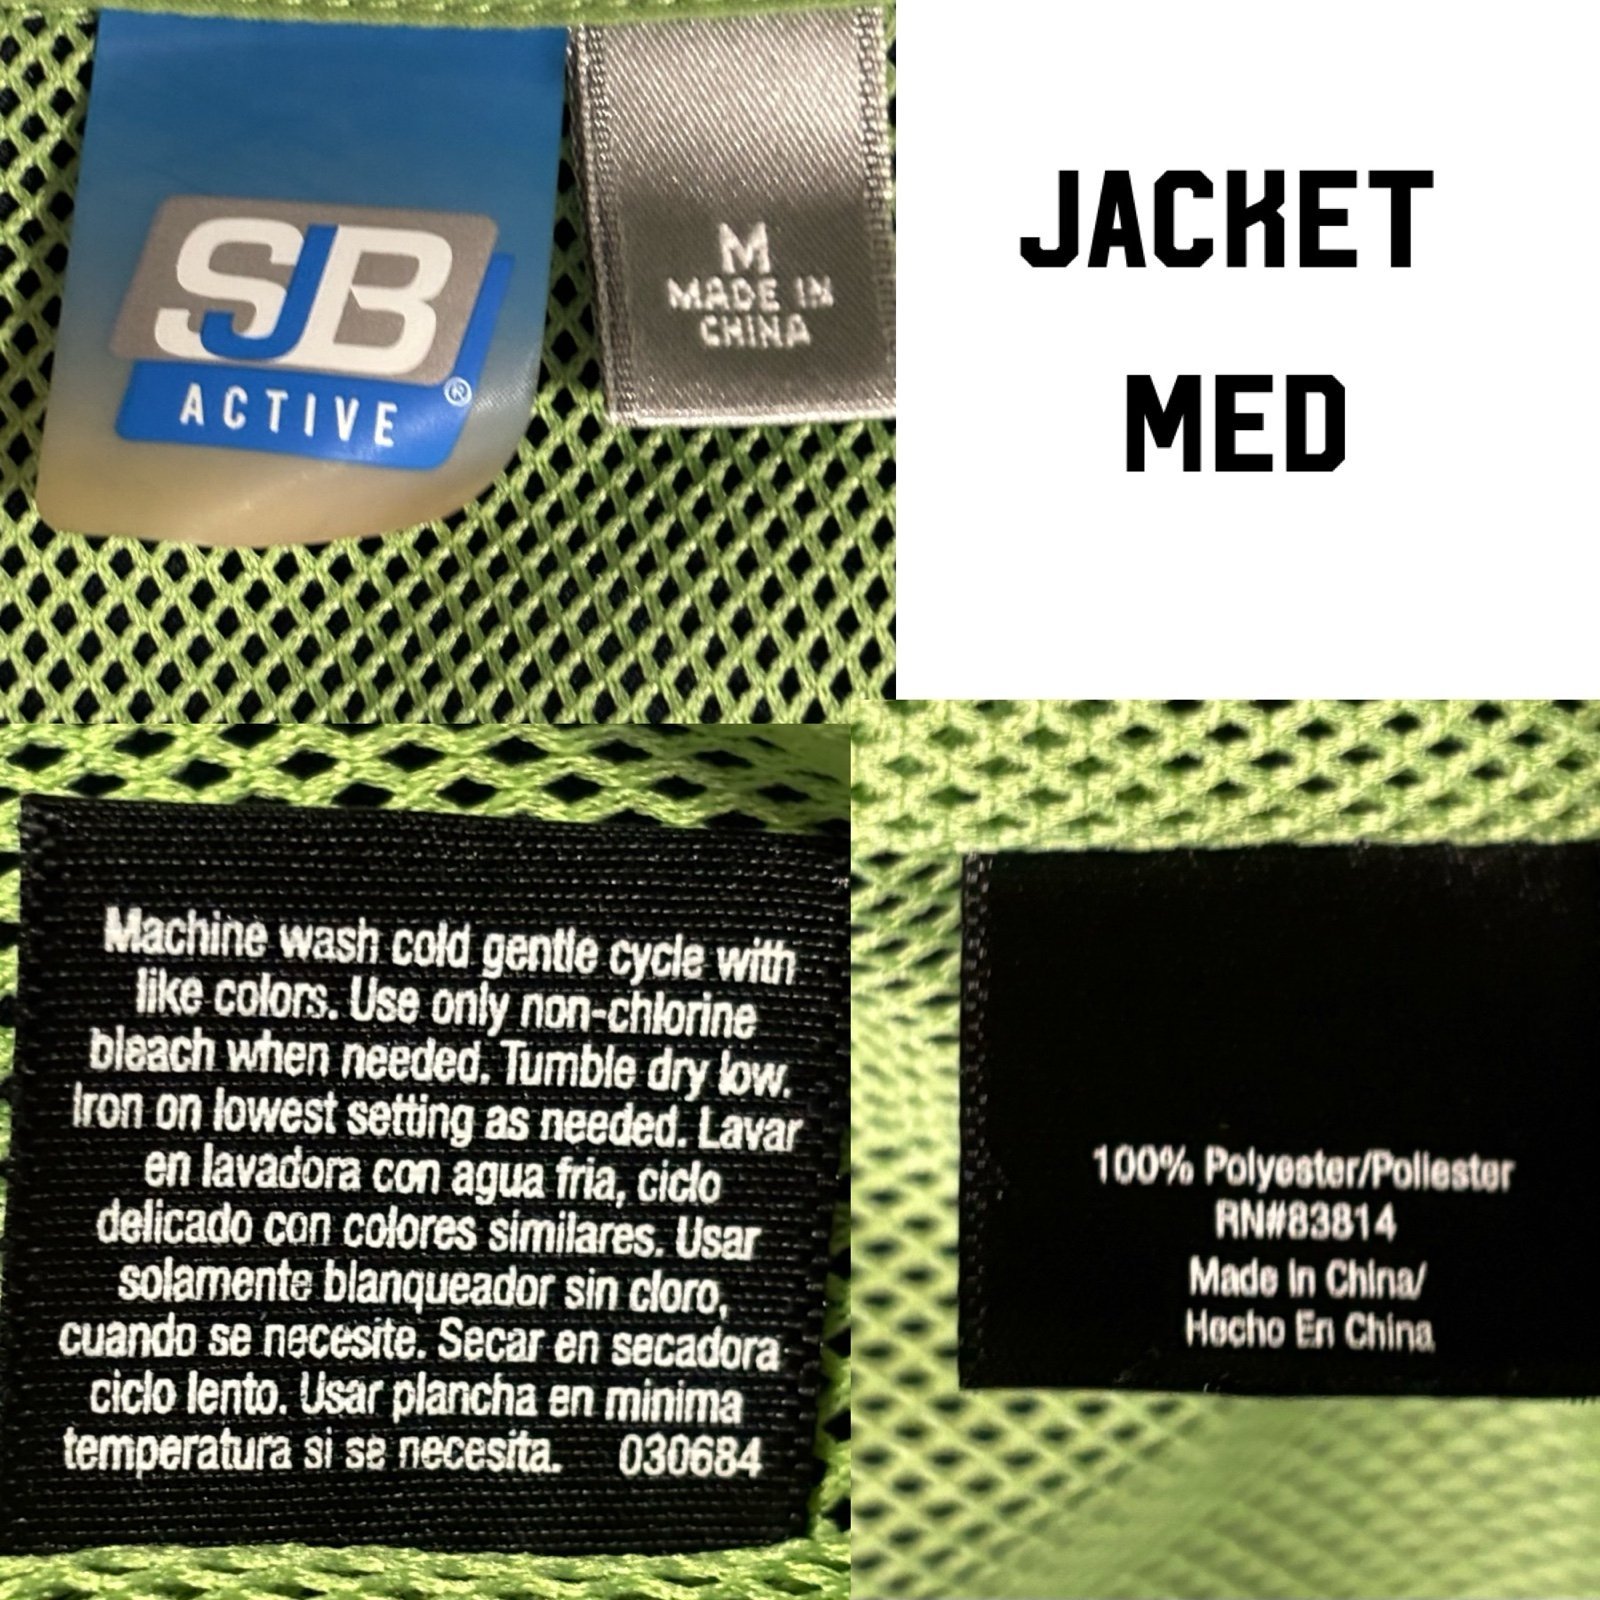 SJB
ACTIVE®
M
MADE IN
CHINA
JACKET
MED
Machine wash cold gentle cycle with
like colors. Use only non-chlorine
bleach when needed. Tumble dry low.
Iron on lowest setting as needed. Lavar
en lavadora con agua fria, ciclo
delicado con colores similares. Usar
solamente blanqueador sin cloro,
cuando se necesite. Secar en secadora
ciclo lento. Usar plancha en minima
temperatura si se necesita. 030684
100% Polyester/Poliester
RN#83814
Made In China/
Hecho En China